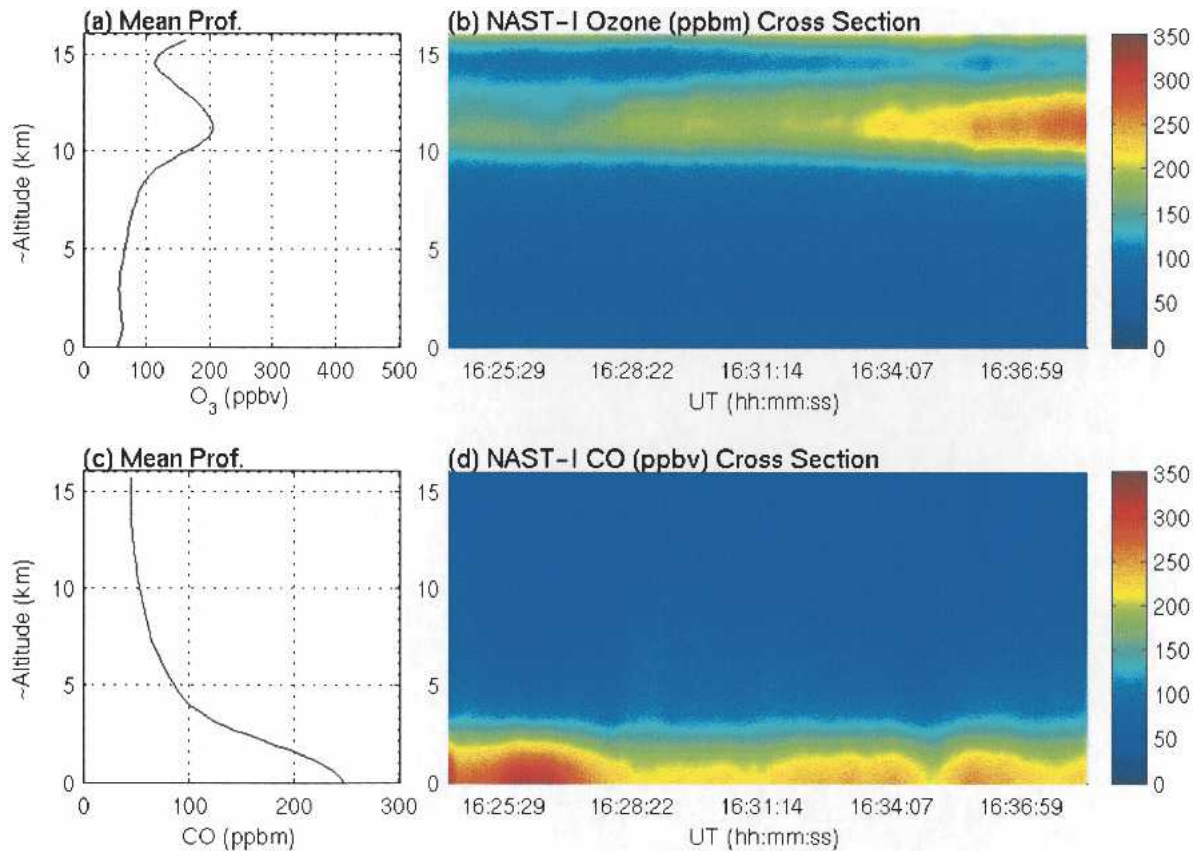 (a) Mean Prof.
15
10
5
0
~Altitude (km)
0 100 200 300 400 500
O3 (ppbv)
(b) NAST-I Ozone (ppbm) Cross Section
15
10
5
0
16:25:29 16:28:22 16:31:14 16:34:07 16:36:59
UT (hh:mm:ss)
350
300
250
200
150
100
50
0
(c) Mean Prof.
15
10
5
0
~Altitude (km)
0 100 200 300
CO (ppbm)
(d) NAST-I CO (ppbv) Cross Section
15
10
5
0
16:25:29 16:28:22 16:31:14 16:34:07 16:36:59
UT (hh:mm:ss)
350
300
250
200
150
100
50
0